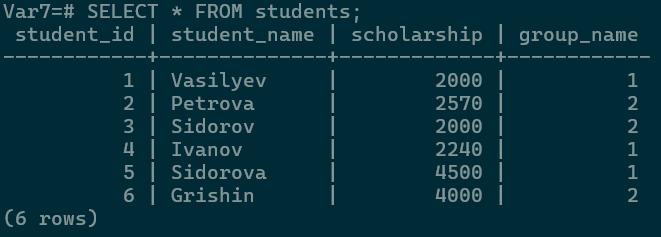 Var7=# SELECT * FROM students;
 student_id | student_name | scholarship | group_name
------------+--------------+-------------+------------
          1 | Vasilyev     |        2000 |          1
          2 | Petrova      |        2570 |          2
          3 | Sidorov      |        2000 |          2
          4 | Ivanov       |        2240 |          1
          5 | Sidorova     |        4500 |          1
          6 | Grishin      |        4000 |          2
(6 rows)